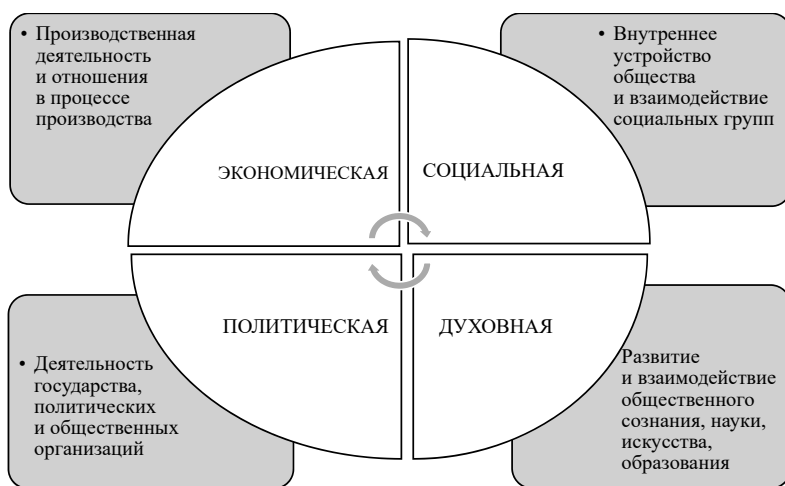 • Производственная
деятельность
и отношения
в процессе
производства
• Внутреннее
устройство
общества
и взаимодействие
социальных групп
ЭКОНОМИЧЕСКАЯ
СОЦИАЛЬНАЯ
ПОЛИТИЧЕСКАЯ
ДУХОВНАЯ
• Деятельность
государства,
политических
и общественных
организаций
Развитие
и взаимодействие
общественного
сознания, науки,
искусства,
образования